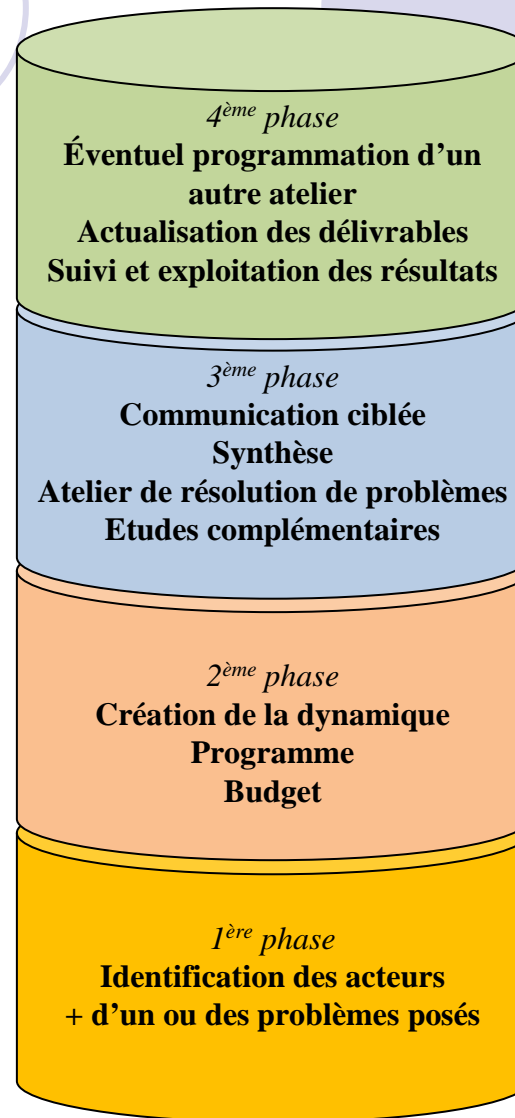 4ème phase
Éventuel programmation d’un
autre atelier
Actualisation des délivrables
Suivi et exploitation des résultats
3ème phase
Communication ciblée
Synthèse
Atelier de résolution de problèmes
Etudes complémentaires
2ème phase
Création de la dynamique
Programme
Budget
1ère phase
Identification des acteurs
+ d’un ou des problèmes posés